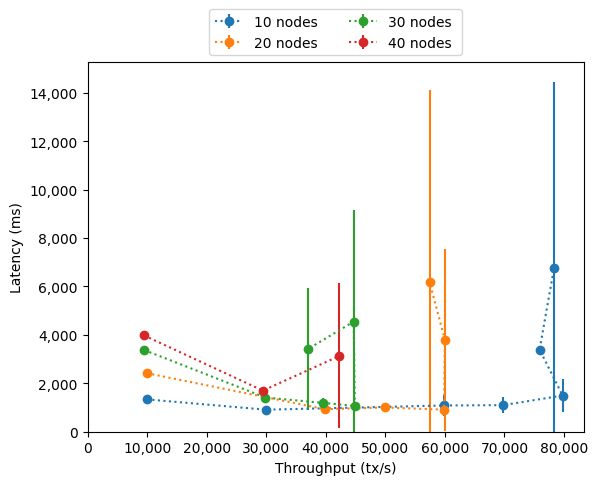 10 nodes 30 nodes
20 nodes 40 nodes
14,000
12,000
10,000
8,000
6,000
4,000
2,000
0
Latency (ms)
0 10,000 20,000 30,000 40,000 50,000 60,000 70,000 80,000
Throughput (tx/s)